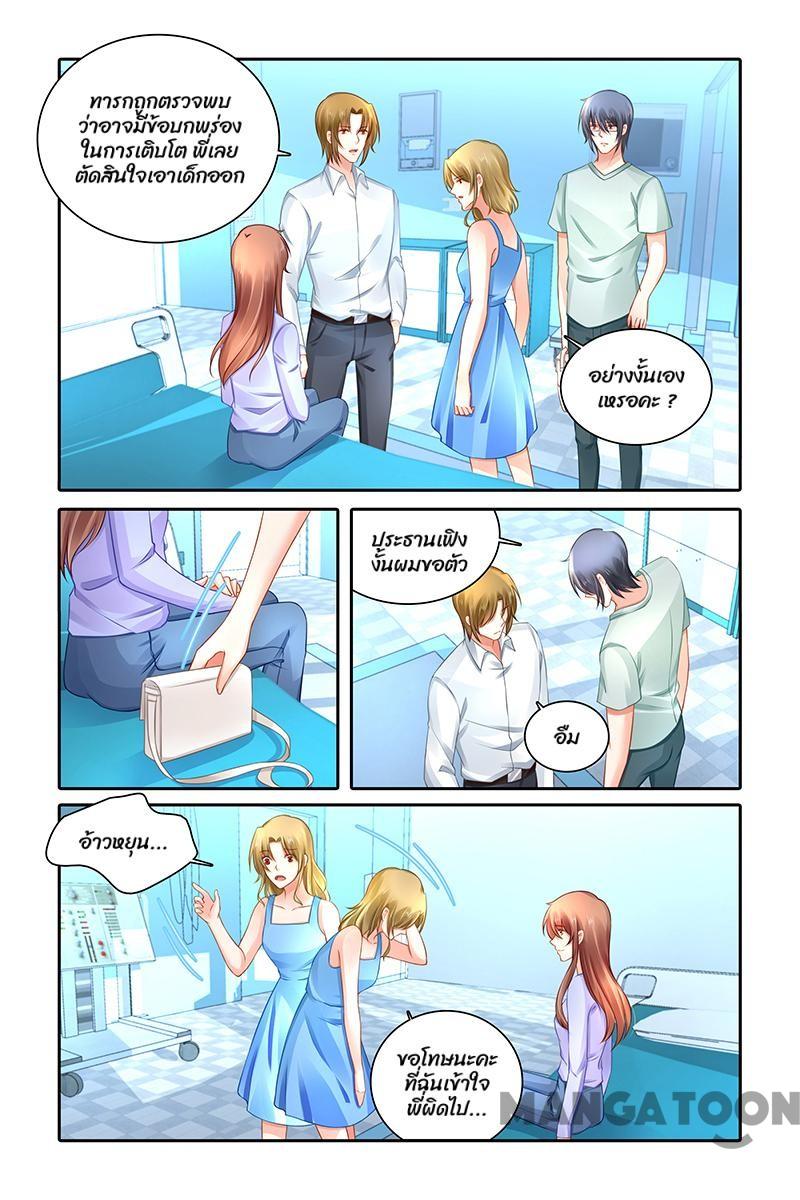 ทารกถูกตรวจพบ
ว่าอาจมีข้อบกพร่อง
ในการเติบโต พี่เลย
ตัดสินใจเอาเด็กออก
อย่างงั้นเอง
เหรอคะ ?
ประธานเฟิง
งั้นผมขอตัว
อืม
อ้าวหยุน...
ขอโทษนะคะ
ที่ฉันเข้าใจ
พี่ผิดไป...
MANGATOON